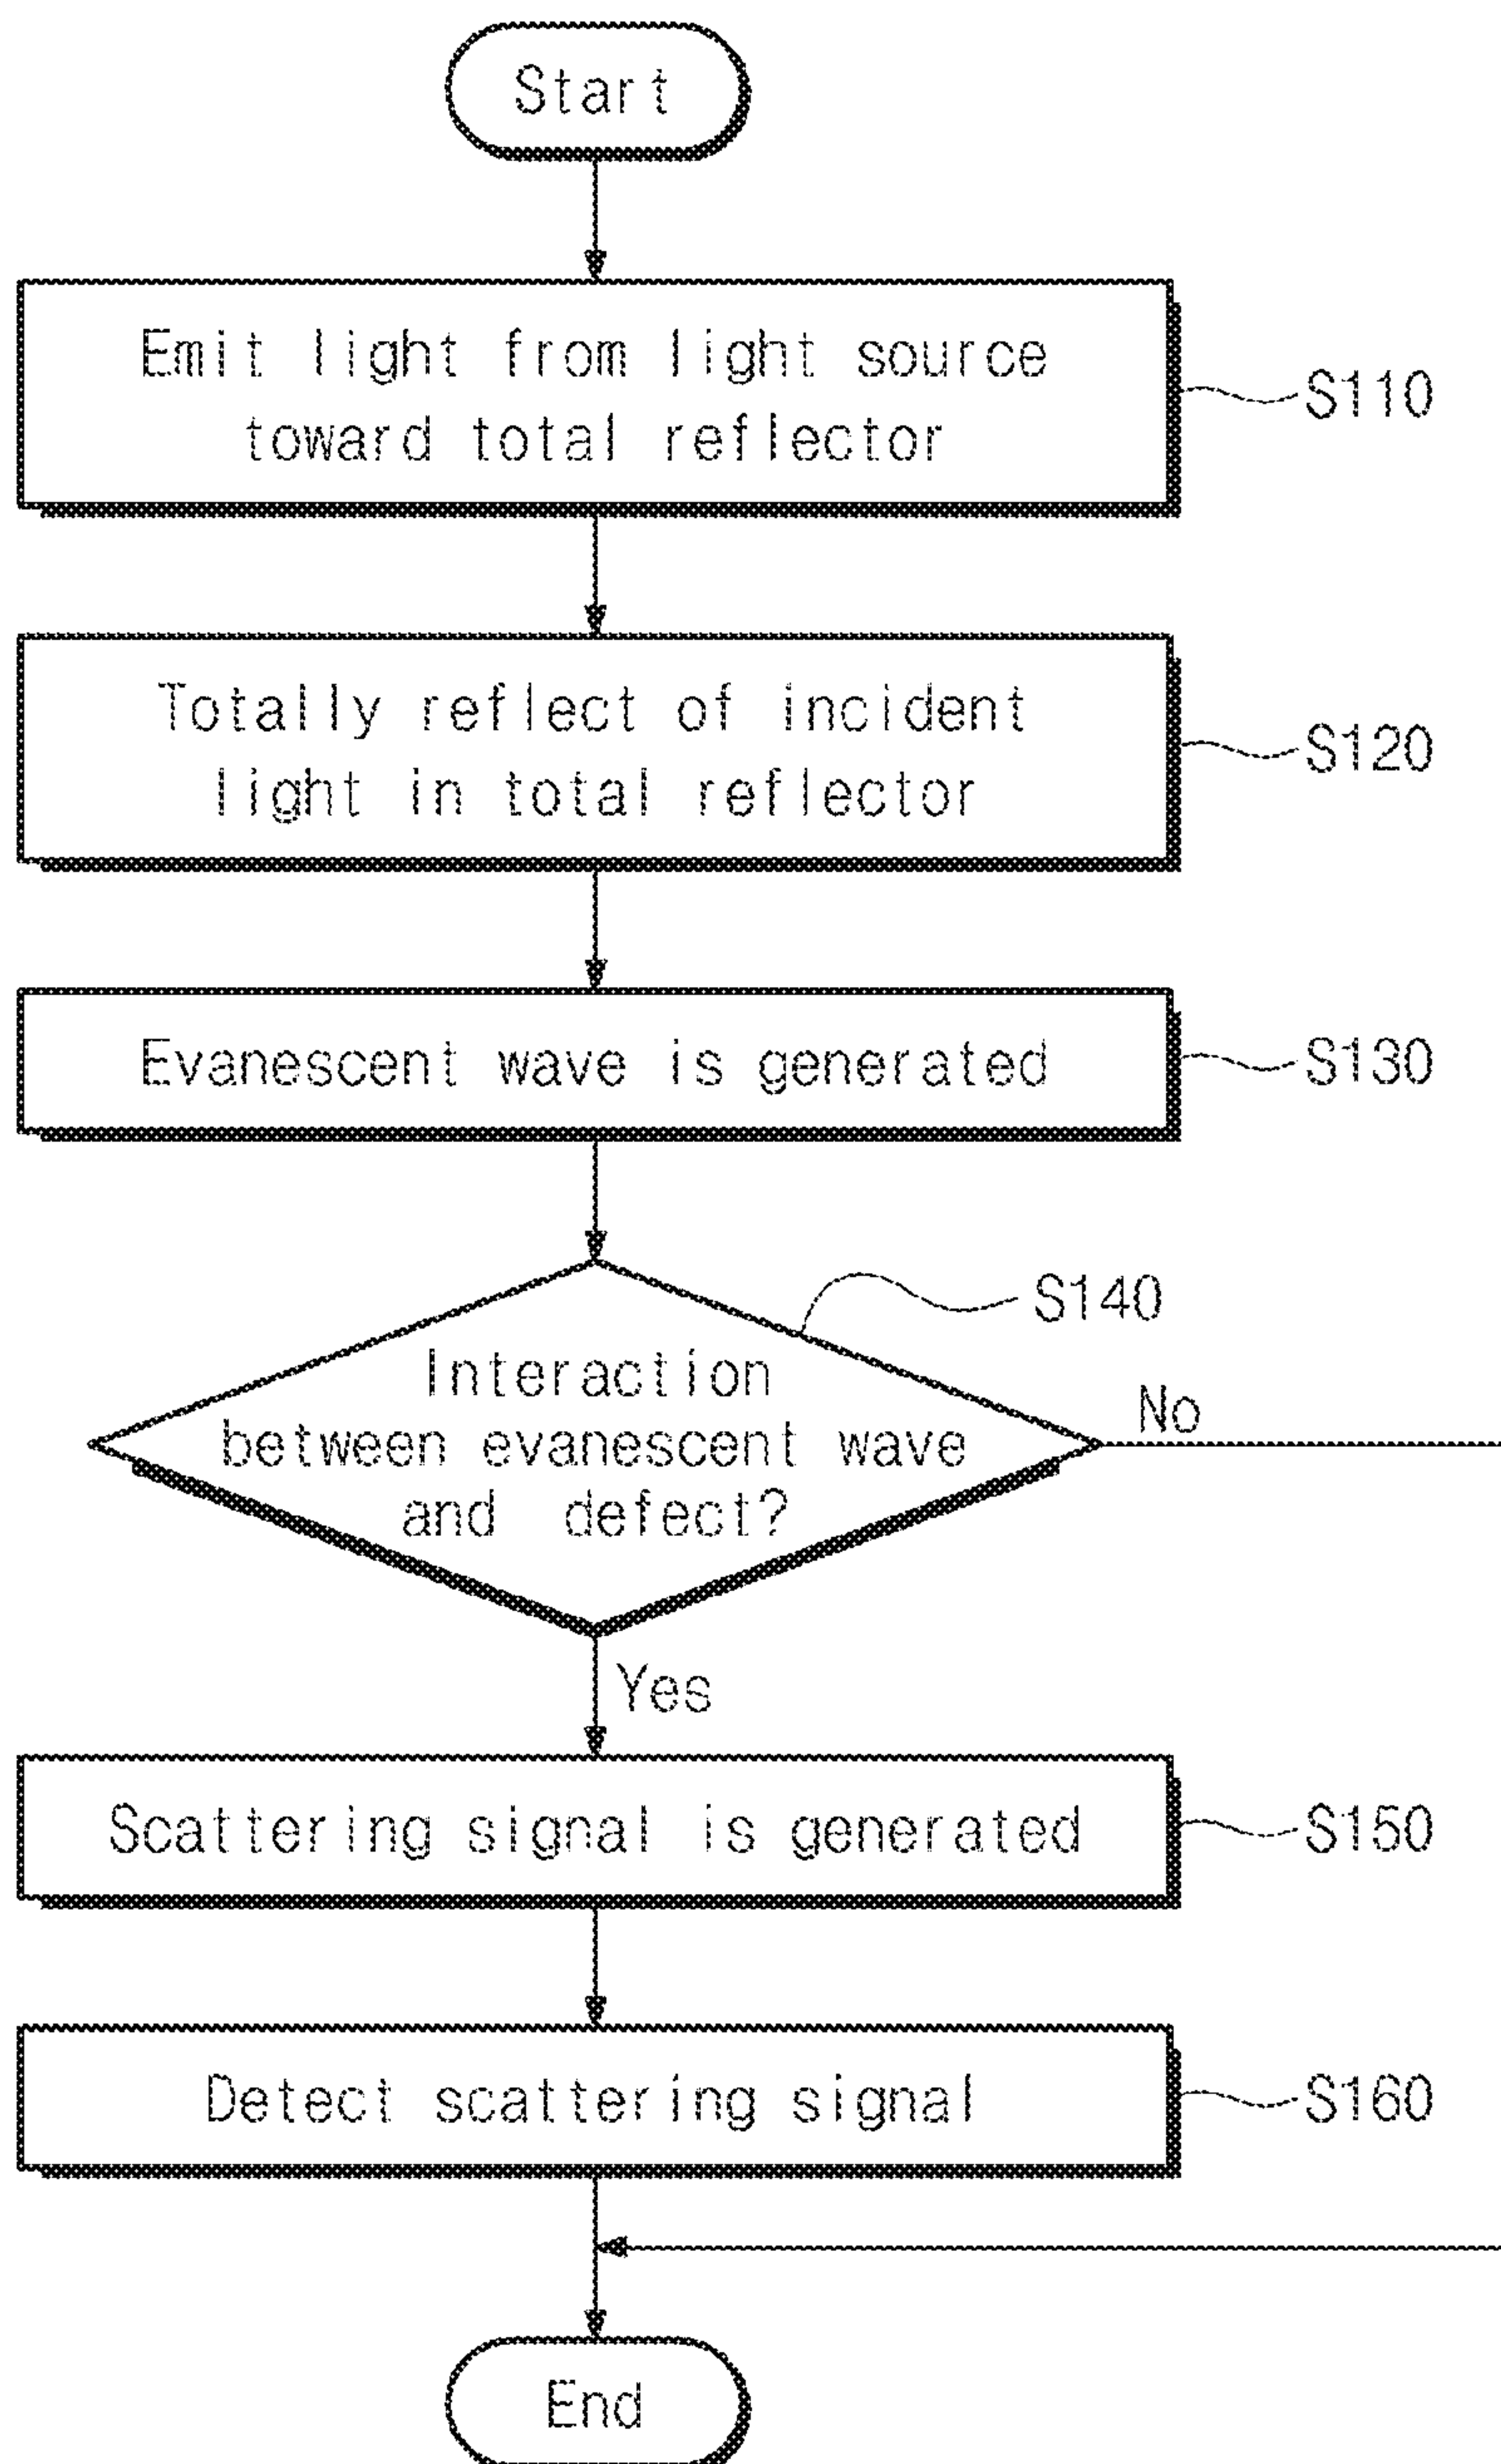 Start
Emit light from light source
toward total reflector
S110
Totally reflect of incident
light in total reflector
S120
Evanescent wave is generated
S130
S140
Interaction
between evanescent wave
and defect?
No
Yes
Scattering signal is generated
S150
Detect scattering signal
S160
End